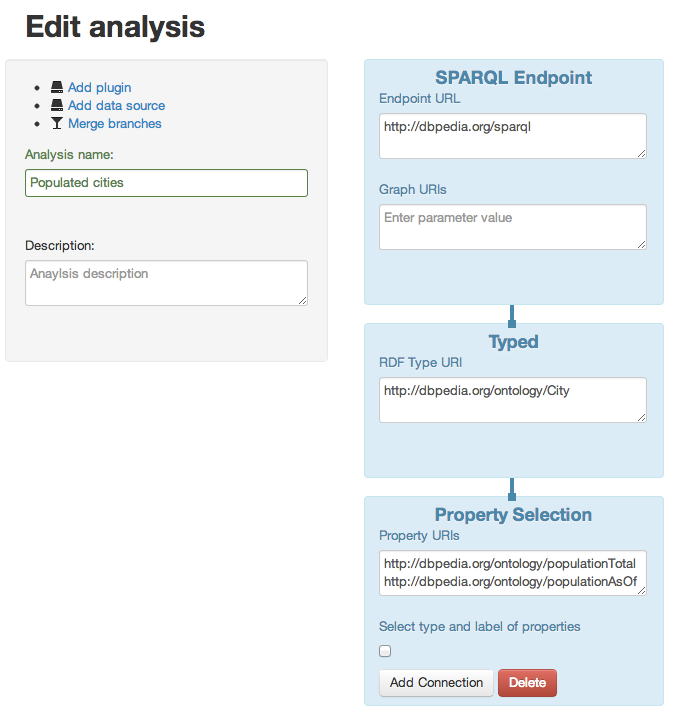 Edit analysis
Add plugin
Add data source
Merge branches
Analysis name:
Populated cities
Description:
Anaylsis description
SPARQL Endpoint
Endpoint URL
http://dbpedia.org/sparql
Graph URIs
Enter parameter value
Typed
RDF Type URI
http://dbpedia.org/ontology/City
Property Selection
Property URIs
http://dbpedia.org/ontology/populationTotal
http://dbpedia.org/ontology/populationAsOf
Select type and label of properties
Add Connection
Delete